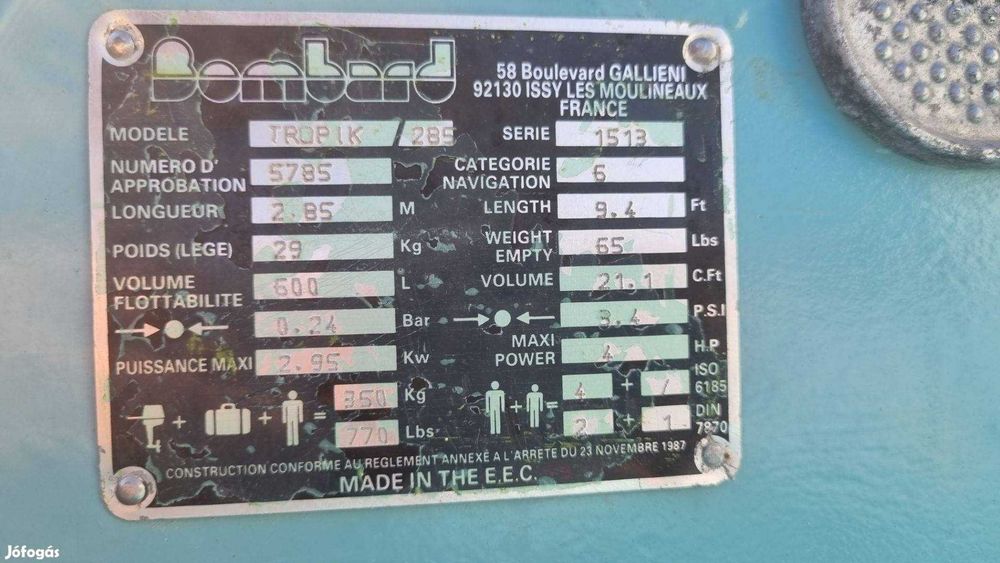 Bombard
58 Boulevard GALLIENI
92130 ISSY LES MOULINEAUX
FRANCE
MODELE TROPIK / 285 SERIE 1513
NUMERO D'
APPROBATION 5785 CATEGORIE
NAVIGATION 6
LONGUEUR 2.85 M LENGTH 9.4 Ft
POIDS (LEGE) 29 Kg WEIGHT
EMPTY 65 Lbs
VOLUME
FLOTTABILITE 600 L VOLUME 21.1 C.Ft
0.24 Bar 3.4 P.S.I
PUISSANCE MAXI 2.95 Kw MAXI
POWER 4 H.P
+ + = 350 Kg + = 4 + / ISO
6185
770 Lbs 2 + 1 DIN
7870
CONSTRUCTION CONFORME AU REGLEMENT ANNEXÉ A L'ARRETE DU 23 NOVEMBRE 1987
MADE IN THE E.E.C.
Jófogás